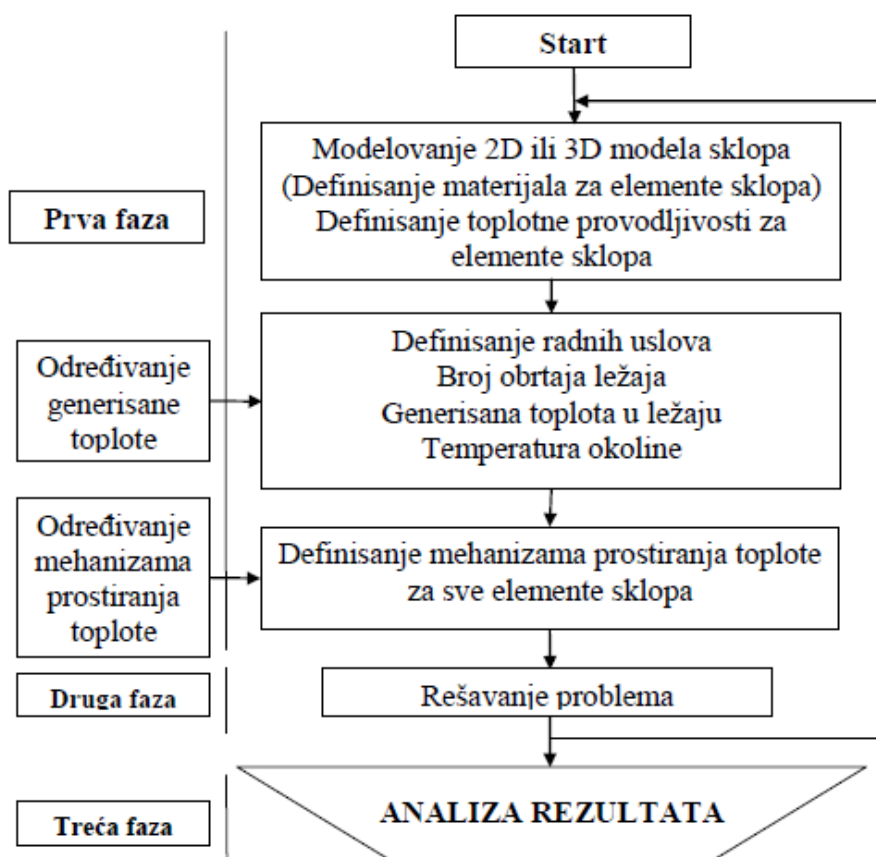 Start
Modelovanje 2D ili 3D modela sklopa
(Definisanje materijala za elemente sklopa)
Definisanje toplotne provodljivosti za
elemente sklopa
Prva faza
Definisanje radnih uslova
Broj obrtaja ležaja
Generisana toplota u ležaju
Temperatura okoline
Određivanje
generisane
toplote
Određivanje
mehanizama
prostiranja
toplote
Definisanje mehanizama prostiranja toplote
za sve elemente sklopa
Druga faza
Rešavanje problema
Treća faza
ANALIZA REZULTATA